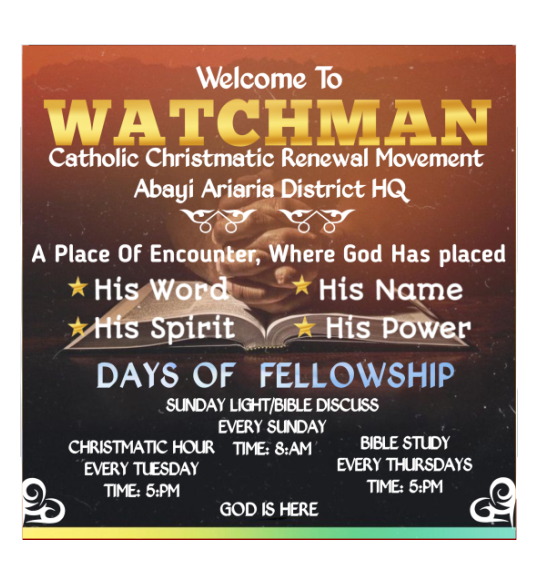 Welcome To
WATCHMAN
Catholic Christmatic Renewal Movement
Abayi Ariaria District HQ
A Place Of Encounter, Where God Has placed
His Word
His Name
His Spirit
His Power
DAYS OF FELLOWSHIP
SUNDAY LIGHT/BIBLE DISCUSS
EVERY SUNDAY
TIME: 8:AM
CHRISTMATIC HOUR
EVERY TUESDAY
TIME: 5:PM
BIBLE STUDY
EVERY THURSDAYS
TIME: 5:PM
GOD IS HERE